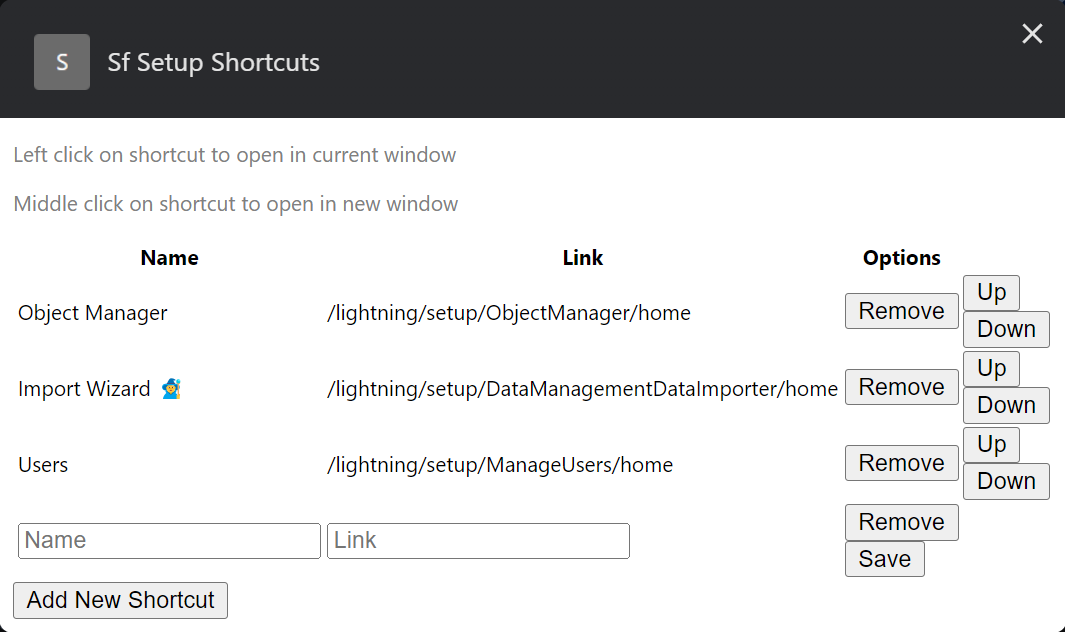 S Sf Setup Shortcuts
Left click on shortcut to open in current window
Middle click on shortcut to open in new window
Name Link Options
Object Manager /lightning/setup/ObjectManager/home Remove Up
Down
Import Wizard 🧙‍♂️ /lightning/setup/DataManagementDataImporter/home Remove Up
Down
Users /lightning/setup/ManageUsers/home Remove Up
Down
Name Link Remove
Save
Add New Shortcut